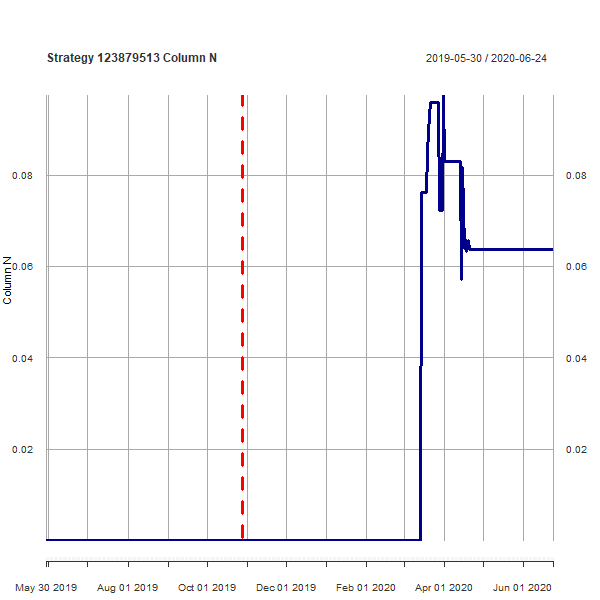 Strategy 123879513 Column N
2019-05-30 / 2020-06-24
Column N
0.08
0.08
0.06
0.06
0.04
0.04
0.02
0.02
May 30 2019
Aug 01 2019
Oct 01 2019
Dec 01 2019
Feb 01 2020
Apr 01 2020
Jun 01 2020